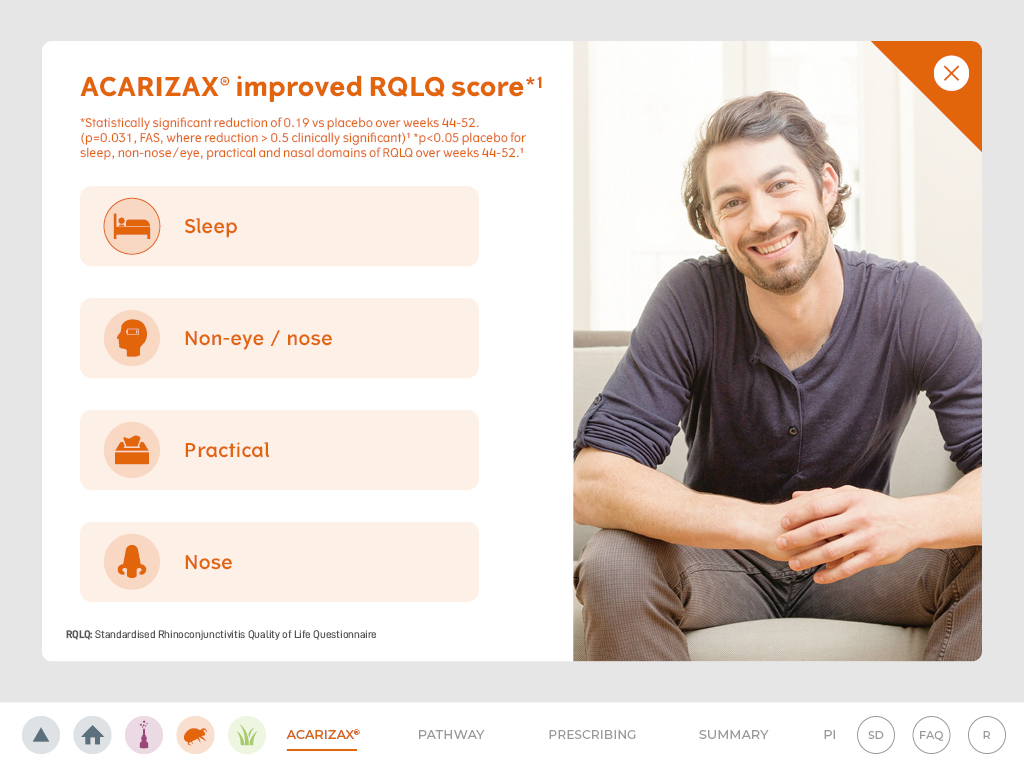 ACARIZAX® improved RQLQ score*¹
*Statistically significant reduction of 0.19 vs placebo over weeks 44-52.
(p=0.031, FAS, where reduction > 0.5 clinically significant)¹ *p<0.05 placebo for
sleep, non-nose/eye, practical and nasal domains of RQLQ over weeks 44-52.¹
Sleep
Non-eye / nose
Practical
Nose
RQLQ: Standardised Rhinoconjunctivitis Quality of Life Questionnaire
ACARIZAX® PATHWAY PRESCRIBING SUMMARY PI SD FAQ R